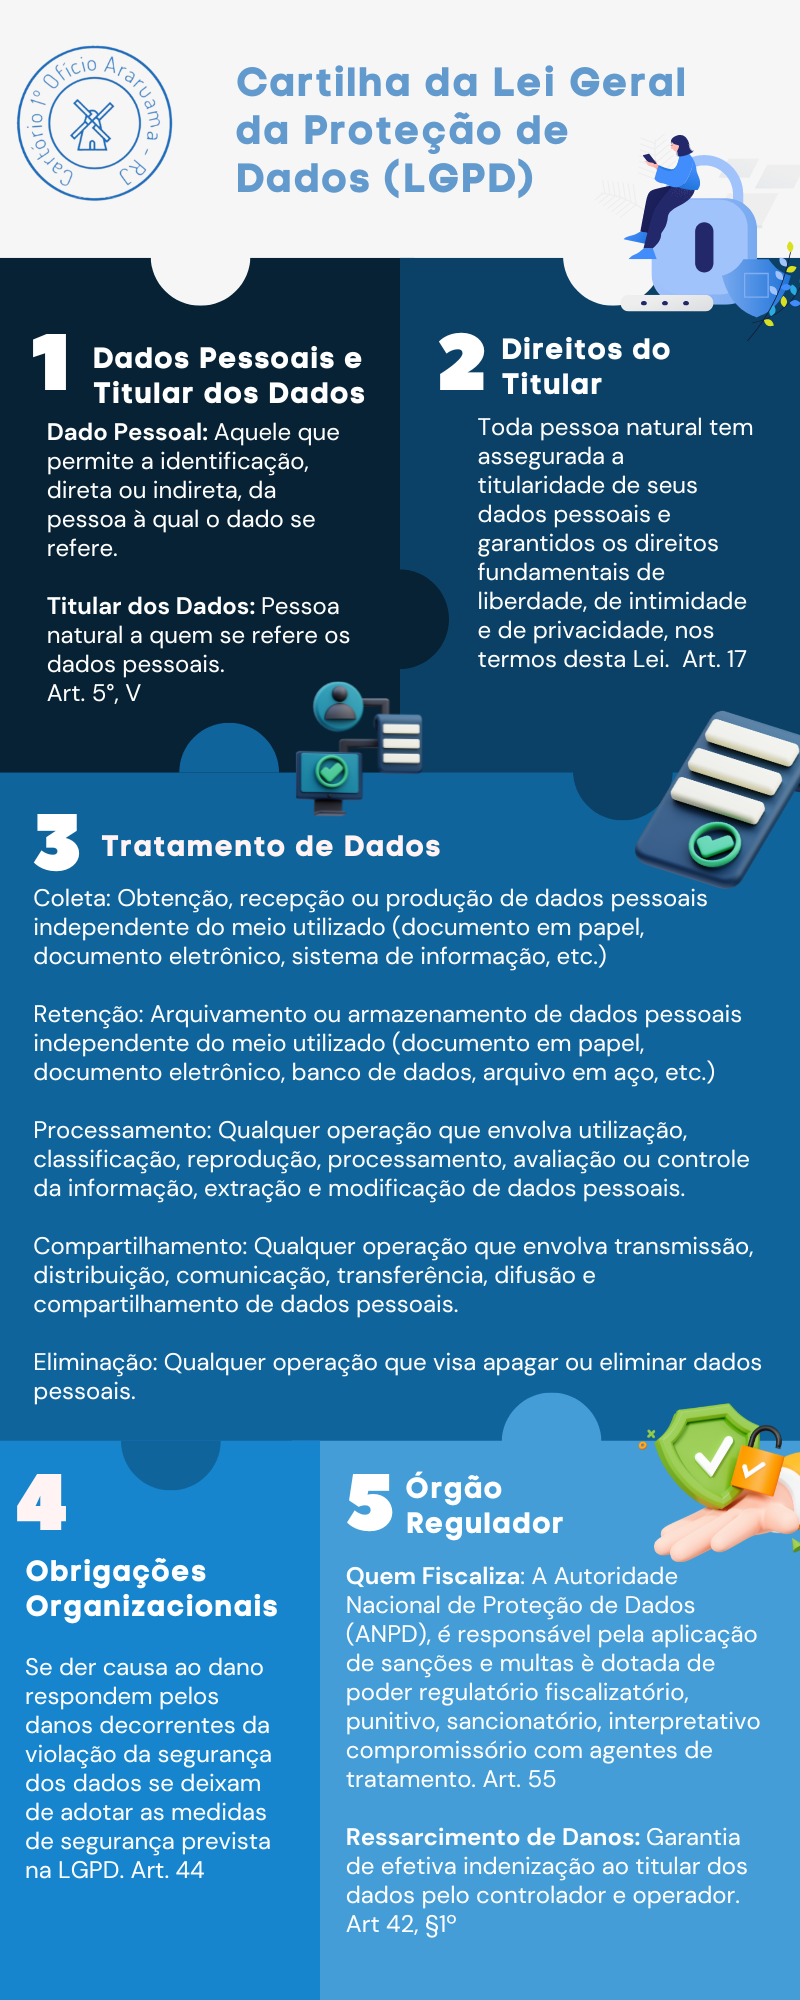 Cartório 1º Ofício Araruama - RJ
Cartilha da Lei Geral
da Proteção de
Dados (LGPD)
1
Dados Pessoais e
Titular dos Dados
Dado Pessoal: Aquele que
permite a identificação,
direta ou indireta, da
pessoa à qual o dado se
refere.
Titular dos Dados: Pessoa
natural a quem se refere os
dados pessoais.
Art. 5°, V
2
Direitos do
Titular
Toda pessoa natural tem
assegurada a
titularidade de seus
dados pessoais e
garantidos os direitos
fundamentais de
liberdade, de intimidade
e de privacidade, nos
termos desta Lei.  Art. 17
3
Tratamento de Dados
Coleta: Obtenção, recepção ou produção de dados pessoais
independente do meio utilizado (documento em papel,
documento eletrônico, sistema de informação, etc.)
Retenção: Arquivamento ou armazenamento de dados pessoais
independente do meio utilizado (documento em papel,
documento eletrônico, banco de dados, arquivo em aço, etc.)
Processamento: Qualquer operação que envolva utilização,
classificação, reprodução, processamento, avaliação ou controle
da informação, extração e modificação de dados pessoais.
Compartilhamento: Qualquer operação que envolva transmissão,
distribuição, comunicação, transferência, difusão e
compartilhamento de dados pessoais.
Eliminação: Qualquer operação que visa apagar ou eliminar dados
pessoais.
4
Obrigações
Organizacionais
Se der causa ao dano
respondem pelos
danos decorrentes da
violação da segurança
dos dados se deixam
de adotar as medidas
de segurança prevista
na LGPD. Art. 44
5
Órgão
Regulador
Quem Fiscaliza: A Autoridade
Nacional de Proteção de Dados
(ANPD), é responsável pela aplicação
de sanções e multas è dotada de
poder regulatório fiscalizatório,
punitivo, sancionatório, interpretativo
compromissório com agentes de
tratamento. Art. 55
Ressarcimento de Danos: Garantia
de efetiva indenização ao titular dos
dados pelo controlador e operador.
Art 42, §1º